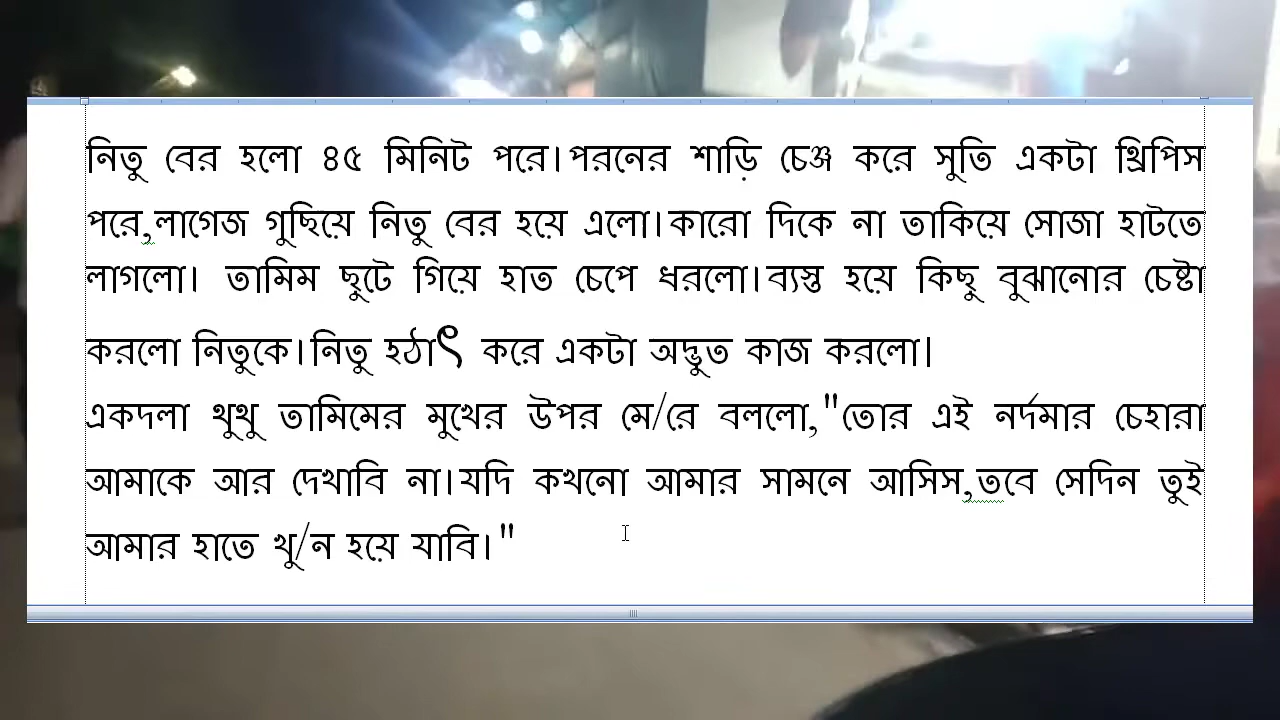 নিতু বের হলো ৪৫ মিনিট পরে।পরনের শাড়ি চেঞ্জ করে সুতি একটা থ্রিপিস
পরে,লাগেজ গুছিয়ে নিতু বের হয়ে এলো।কারো দিকে না তাকিয়ে সোজা হাটতে
লাগলো। তামিম ছুটে গিয়ে হাত চেপে ধরলো।ব্যস্ত হয়ে কিছু বুঝানোর চেষ্টা
করলো নিতুকে।নিতু হঠাৎ করে একটা অদ্ভুত কাজ করলো|
একদলা থুথু তামিমের মুখের উপর মে/রে বললো,"তোর এই নর্দমার চেহারা
আমাকে আর দেখাবি না।যদি কখনো আমার সামনে আসিস,তবে সেদিন তুই
আমার হাতে খু/ন হয়ে যাবি।"